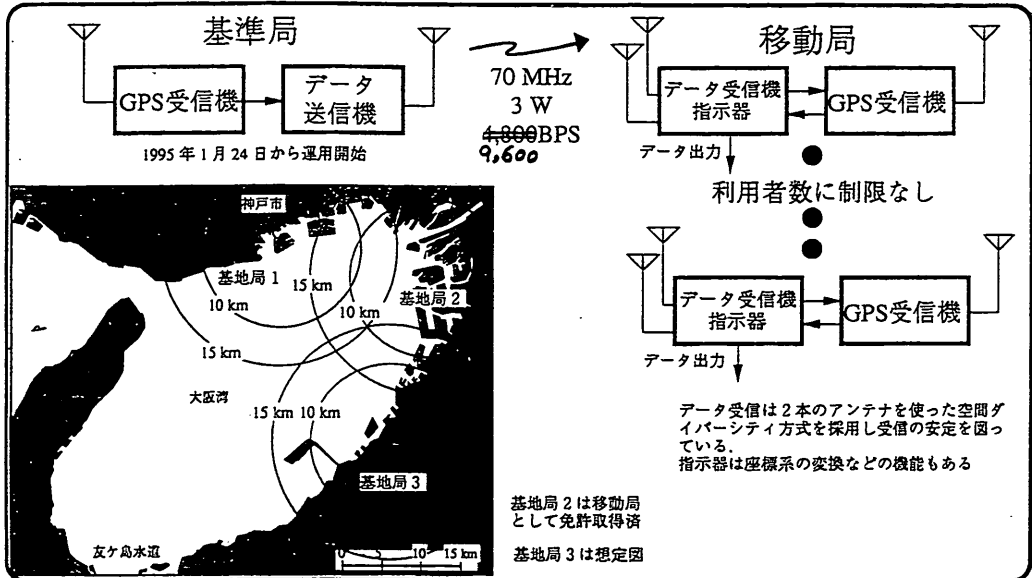 基準局
GPS受信機
データ
送信機
1995年1月24日から運用開始
70 MHz
3 W
4,800BPS
9,600
移動局
データ受信機
指示器
GPS受信機
データ出力
利用者数に制限なし
データ受信機
指示器
GPS受信機
データ出力
データ受信は2本のアンテナを使った空間ダ
イバーシティ方式を採用し受信の安定を図っ
ている.
指示器は座標系の変換などの機能もある
神戸市
基地局1
15 km
10 km
基地局2
10 km
15 km
大阪湾
15 km
10 km
基地局3
友ケ島水道
0 5 10 15 km
基地局2は移動局
として免許取得済
基地局3は想定図